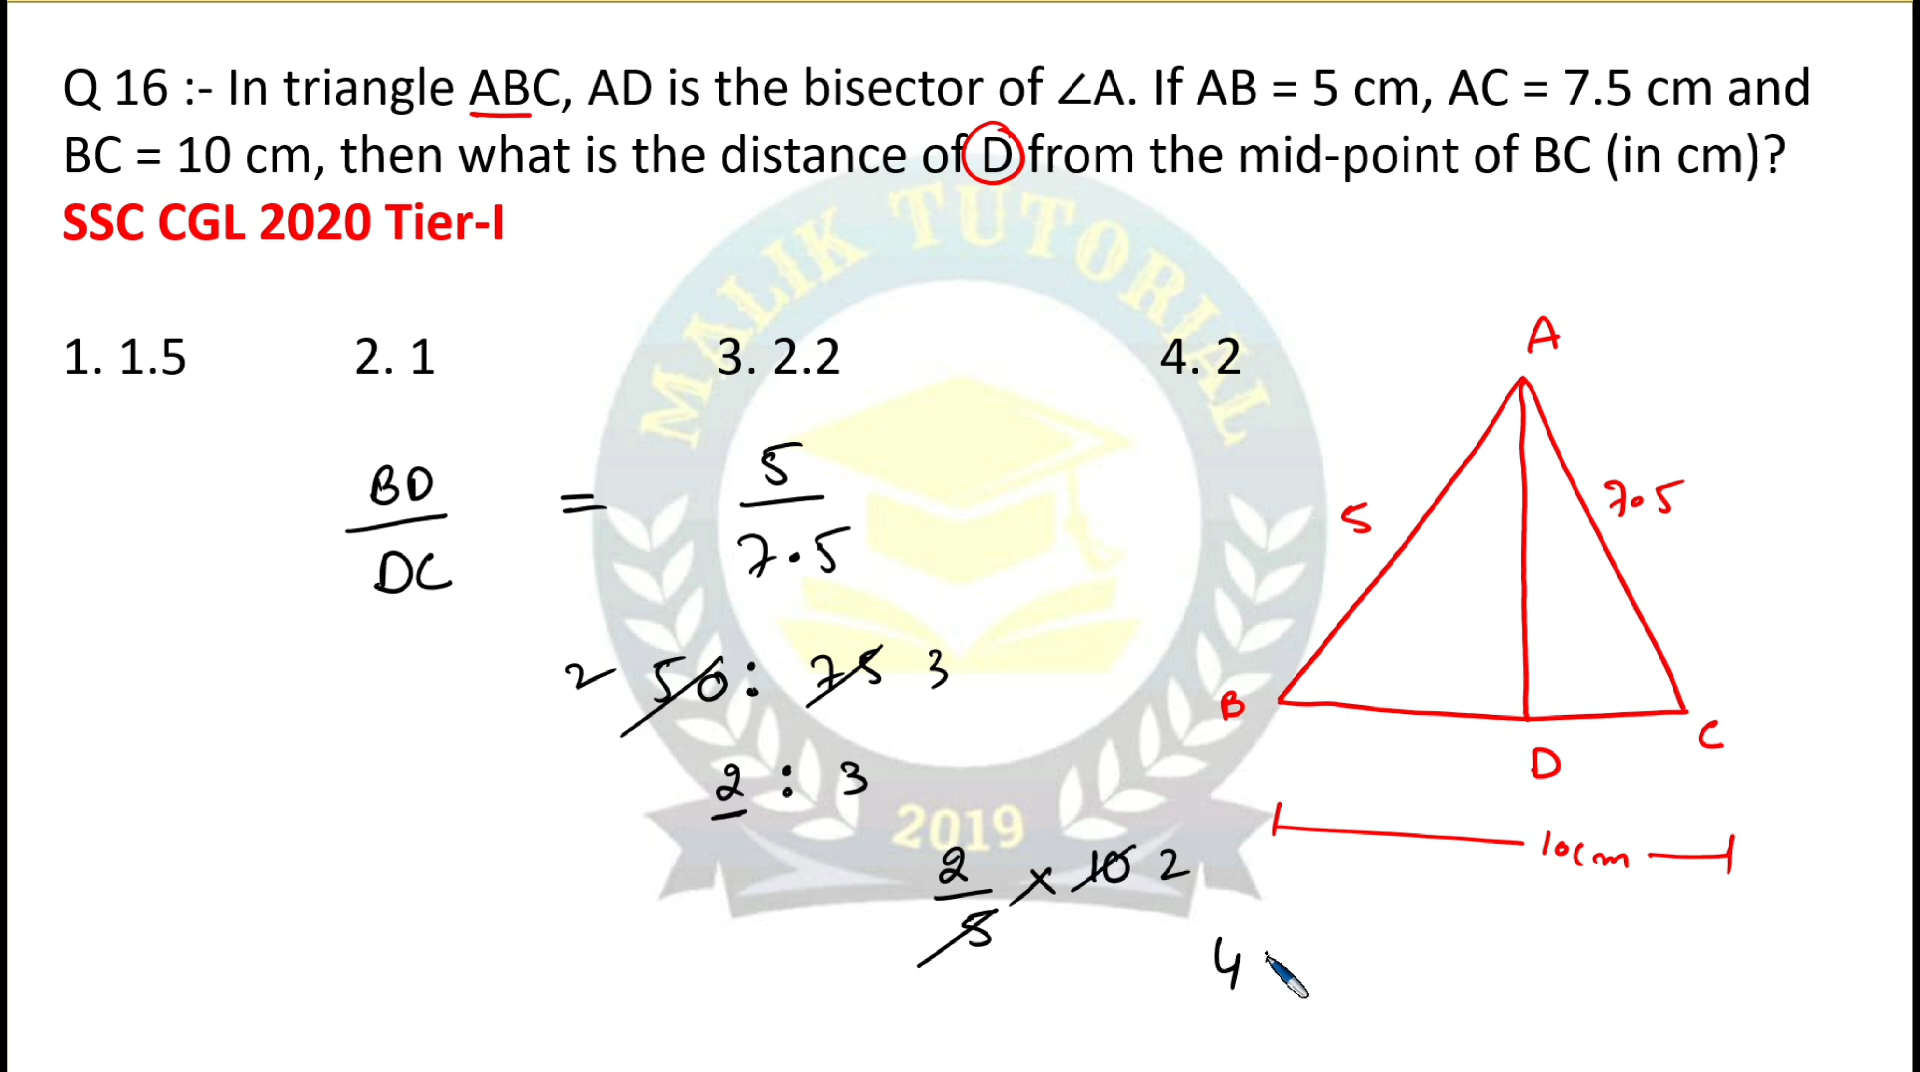 Q 16 :- In triangle ABC, AD is the bisector of ∠A. If AB = 5 cm, AC = 7.5 cm and
BC = 10 cm, then what is the distance of D from the mid-point of BC (in cm)?
SSC CGL 2020 Tier-I
MALIK TUTORIAL
1. 1.5 2. 1 3. 2.2 4. 2
A
BD = 5
DC 7.5
5 7.5
2 50 : 75 3
B C
D
2 : 3
2019
10cm
2 × 10 2
5
4